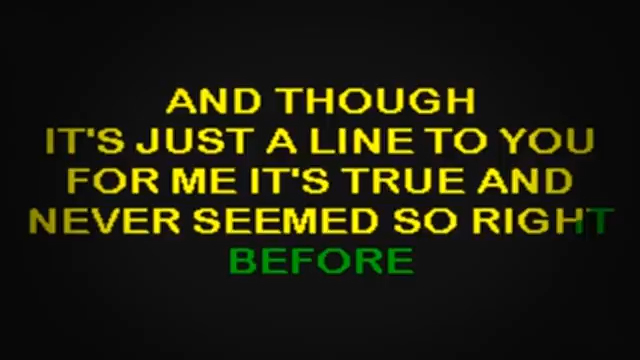 AND THOUGH
IT'S JUST A LINE TO YOU
FOR ME IT'S TRUE AND
NEVER SEEMED SO RIGHT
BEFORE